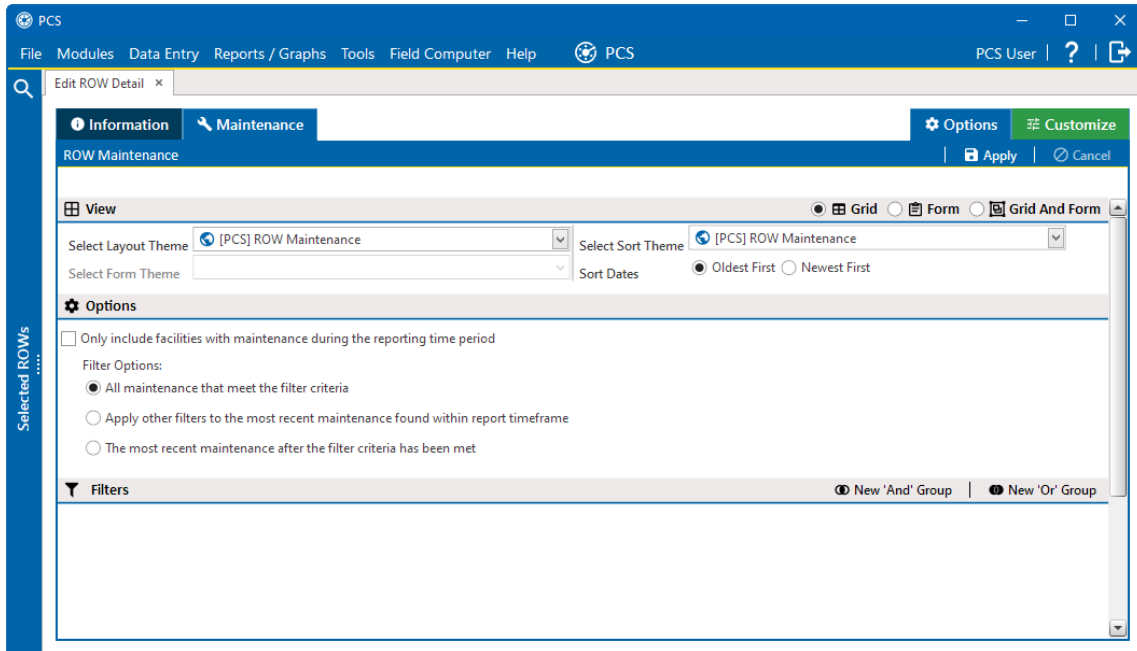 PCS
File Modules Data Entry Reports / Graphs Tools Field Computer Help PCS PCS User | ? |
Edit ROW Detail ×
Information Maintenance Options Customize
ROW Maintenance | Apply | Cancel
View Grid Form Grid And Form
Select Layout Theme [PCS] ROW Maintenance Select Sort Theme [PCS] ROW Maintenance
Select Form Theme Sort Dates Oldest First Newest First
Options
Only include facilities with maintenance during the reporting time period
Filter Options:
All maintenance that meet the filter criteria
Apply other filters to the most recent maintenance found within report timeframe
The most recent maintenance after the filter criteria has been met
Selected ROWs
Filters New 'And' Group | New 'Or' Group